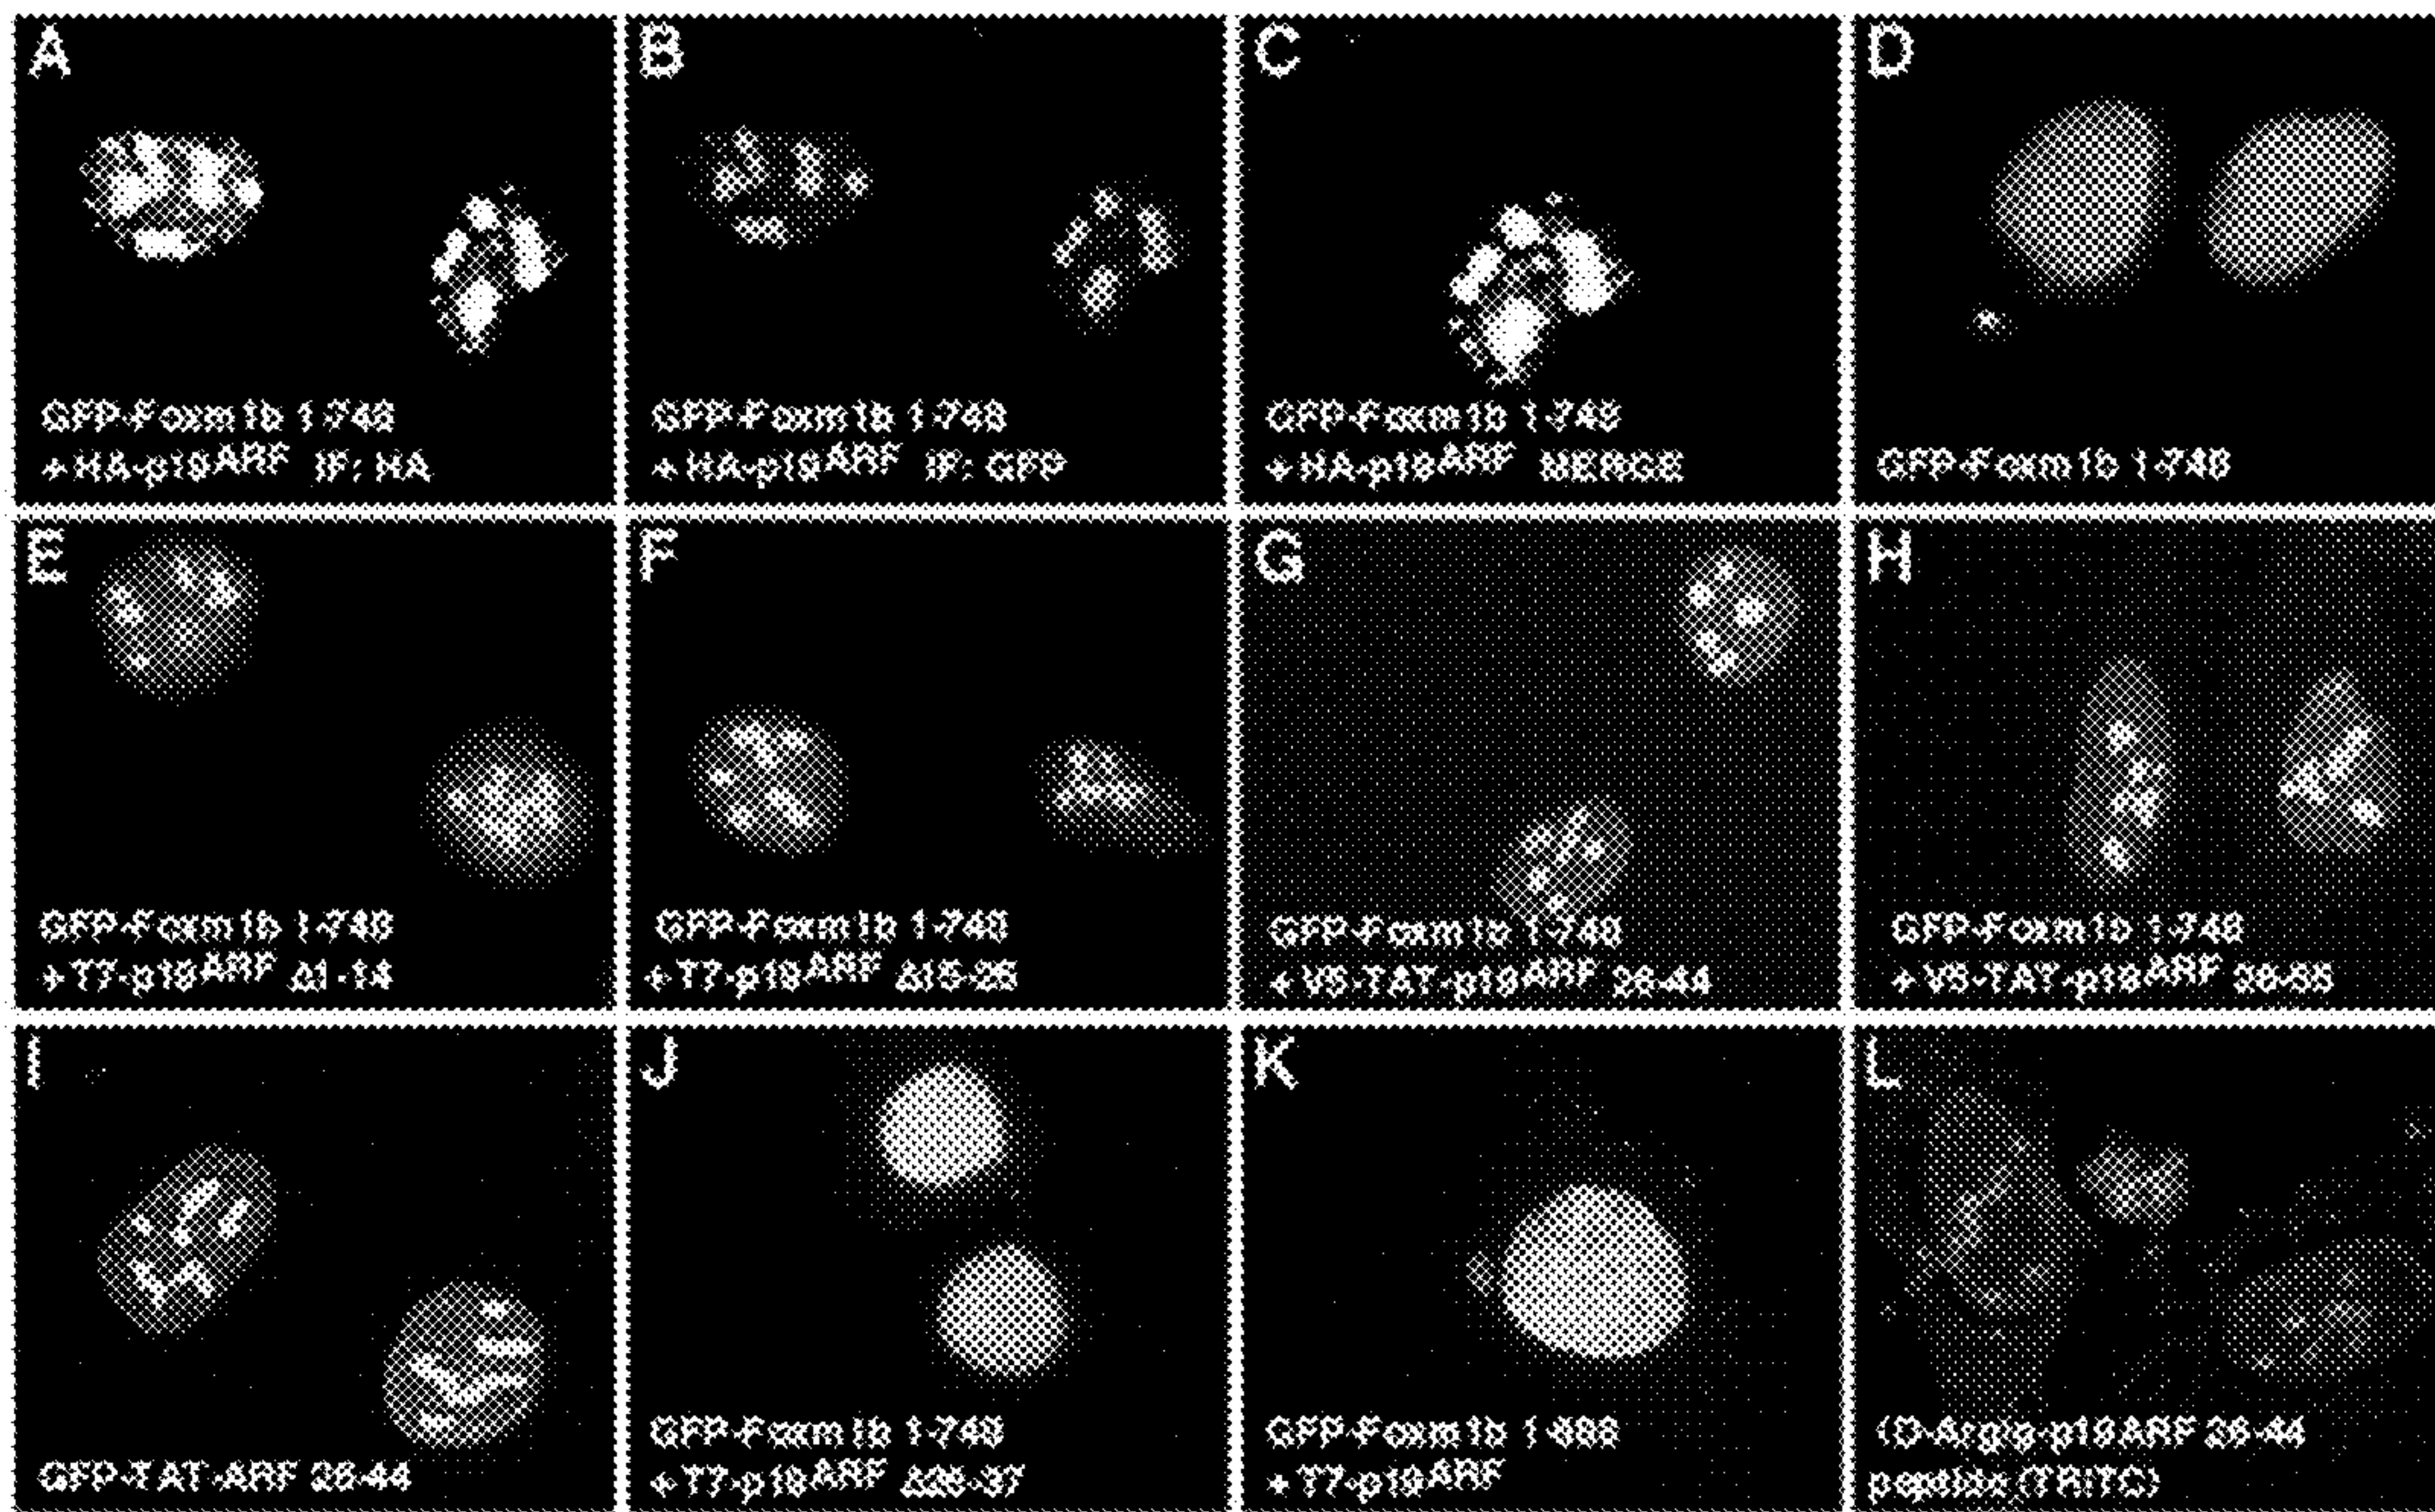 A
GFP-Foxm1b 1-748
+HA-p19ARF IF: HA
B
GFP-Foxm1b 1-748
+HA-p19ARF IF: GFP
C
GFP-Foxm1b 1-748
+HA-p19ARF MERGE
D
GFP-Foxm1b 1-748
E
GFP-Foxm1b 1-748
+T7-p19ARF Δ1-14
F
GFP-Foxm1b 1-748
+T7-p19ARF Δ15-25
G
GFP-Foxm1b 1-748
+V5-TAT-p19ARF 26-44
H
GFP-Foxm1b 1-748
+V5-TAT-p19ARF 26-55
I
GFP-TAT-ARF 26-44
J
GFP-Foxm1b 1-748
+T7-p19ARF Δ26-37
K
GFP-Foxm1b 1-688
+T7-p19ARF
L
(D-Arg)9-p19ARF 26-44
peptide (TRITC)